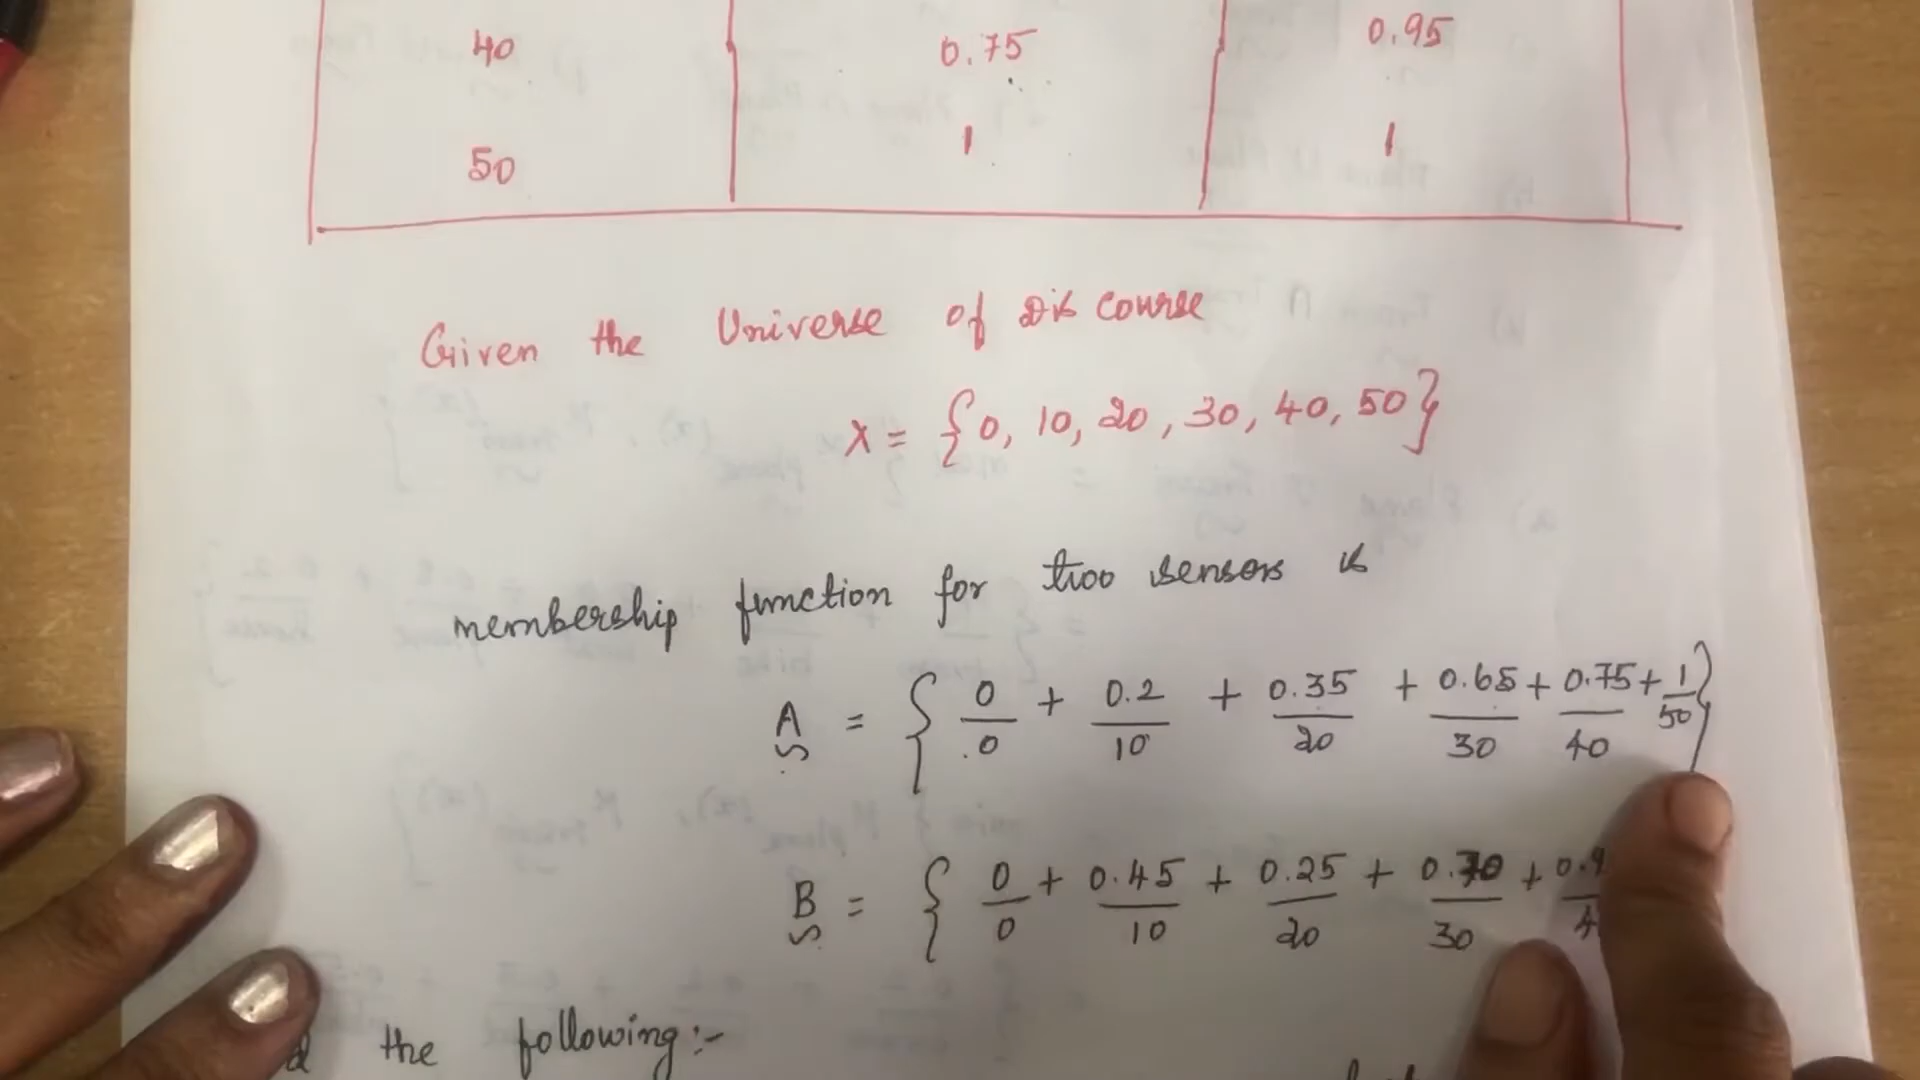 40 0.75 0.95
50 1 1
Given the Universe of Discourse
X = {0, 10, 20, 30, 40, 50}
membership function for two sensors is
A = { 0/0 + 0.2/10 + 0.35/20 + 0.65/30 + 0.75/40 + 1/50 }
B = { 0/0 + 0.45/10 + 0.25/20 + 0.70/30 +
the following:-